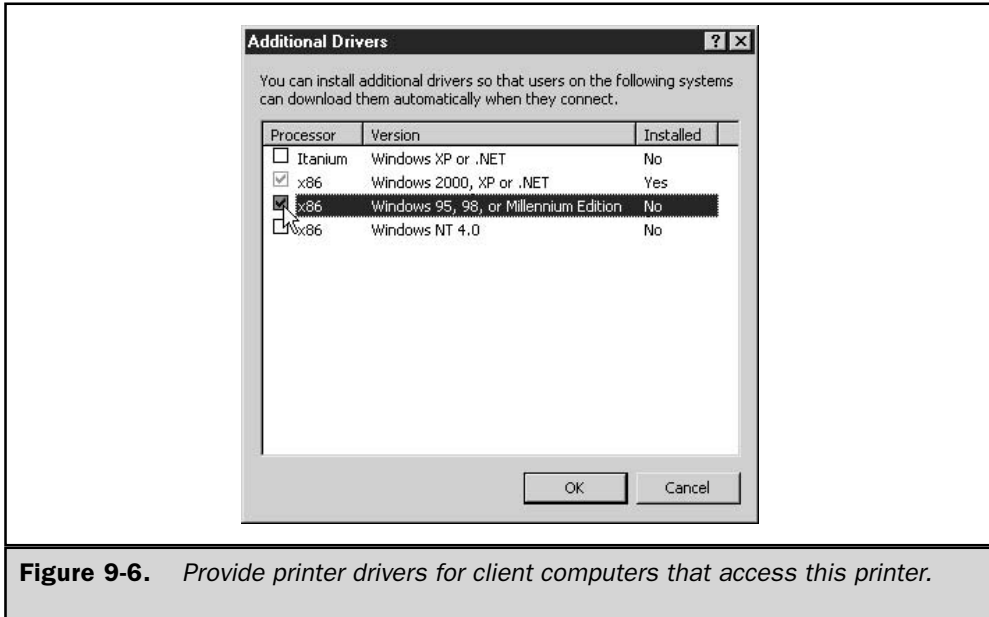 Additional Drivers
You can install additional drivers so that users on the following systems
can download them automatically when they connect.
Processor Version Installed
Itanium Windows XP or .NET No
x86 Windows 2000, XP or .NET Yes
x86 Windows 95, 98, or Millennium Edition No
x86 Windows NT 4.0 No
OK Cancel
Figure 9-6. Provide printer drivers for client computers that access this printer.